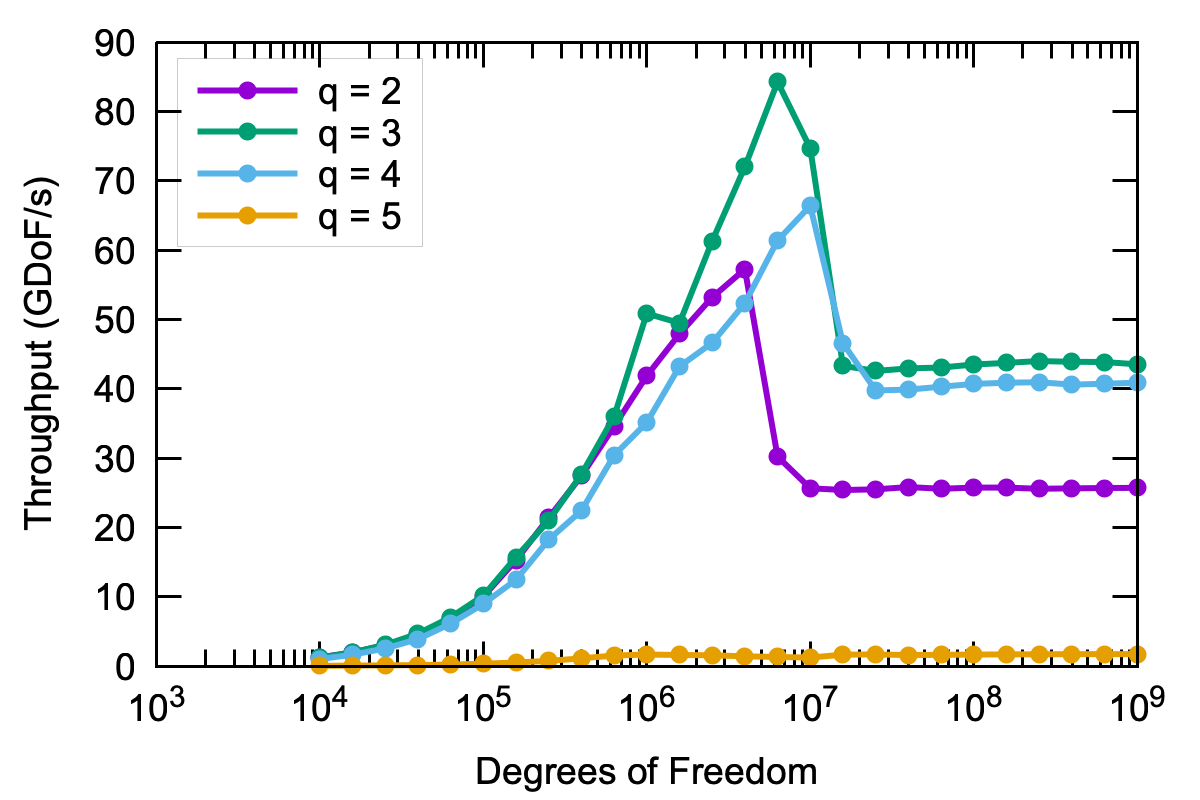 90
80
70
60
50
40
30
20
10
0
Throughput (GDoF/s)
q = 2
q = 3
q = 4
q = 5
10³ 10⁴ 10⁵ 10⁶ 10⁷ 10⁸ 10⁹
Degrees of Freedom